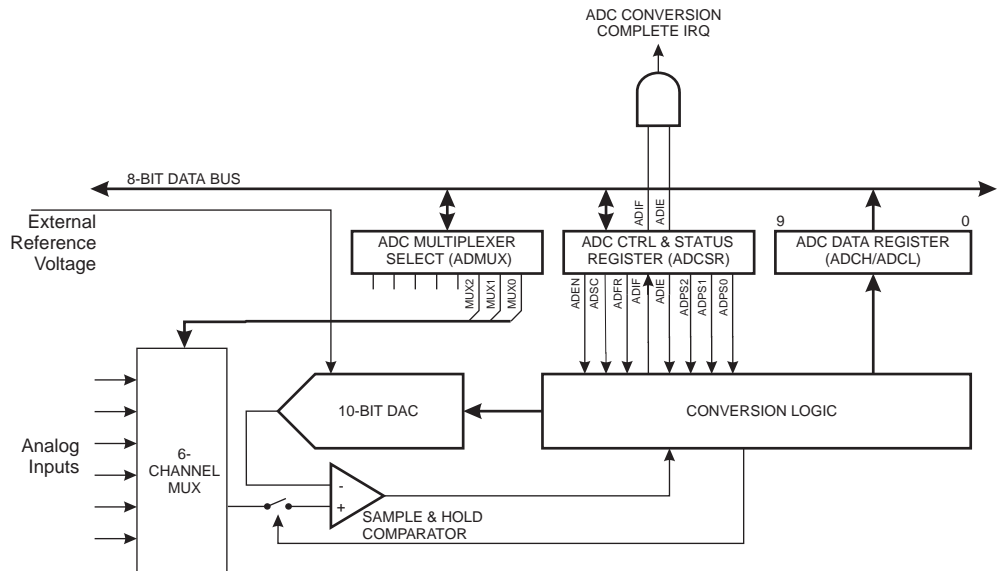 ADC CONVERSION
COMPLETE IRQ
8-BIT DATA BUS
ADIF
ADIE
External
Reference
Voltage
ADC MULTIPLEXER
SELECT (ADMUX)
ADC CTRL & STATUS
REGISTER (ADCSR)
9
0
ADC DATA REGISTER
(ADCH/ADCL)
MUX2
MUX1
MUX0
ADEN
ADSC
ADFR
ADIF
ADIE
ADPS2
ADPS1
ADPS0
10-BIT DAC
CONVERSION LOGIC
Analog
Inputs
6-
CHANNEL
MUX
-
+
SAMPLE & HOLD
COMPARATOR